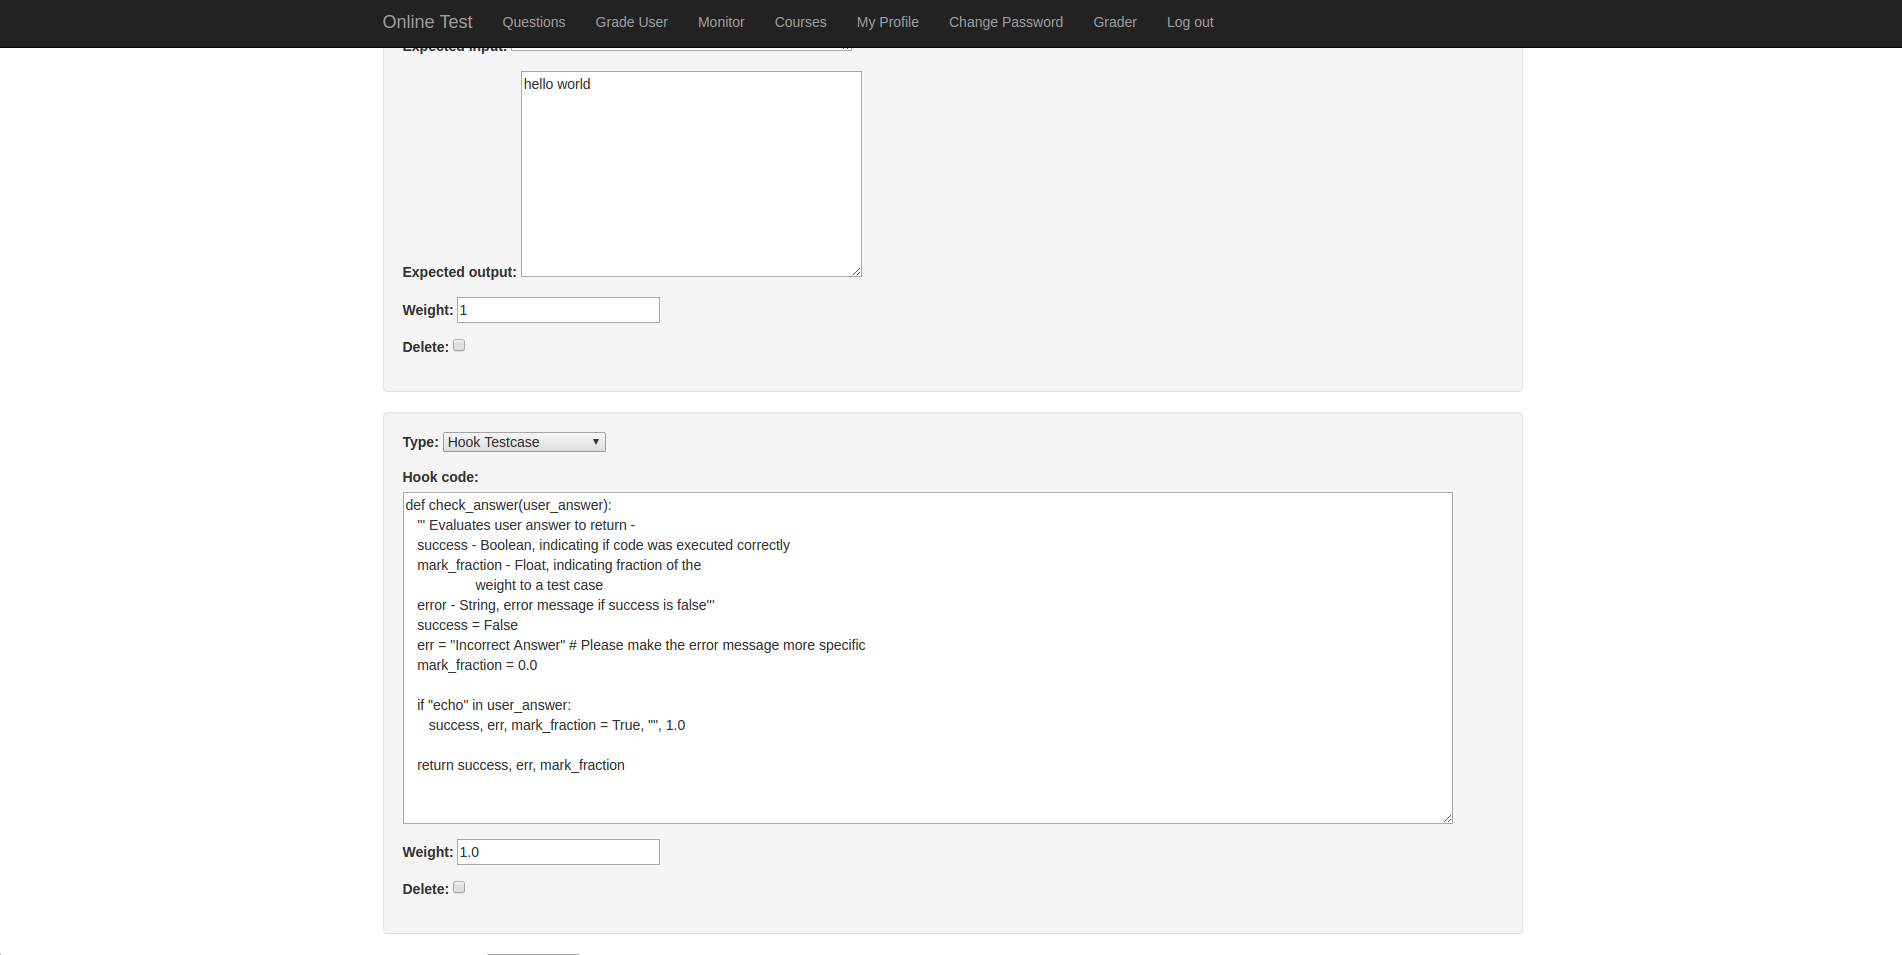 Online Test Questions Grade User Monitor Courses My Profile Change Password Grader Log out
Expected input:
hello world
Expected output:
Weight: 1
Delete:
Type: Hook Testcase
Hook code:
def check_answer(user_answer):
''' Evaluates user answer to return -
success - Boolean, indicating if code was executed correctly
mark_fraction - Float, indicating fraction of the
weight to a test case
error - String, error message if success is false'''
success = False
err = "Incorrect Answer" # Please make the error message more specific
mark_fraction = 0.0
if "echo" in user_answer:
success, err, mark_fraction = True, "", 1.0
return success, err, mark_fraction
Weight: 1.0
Delete: